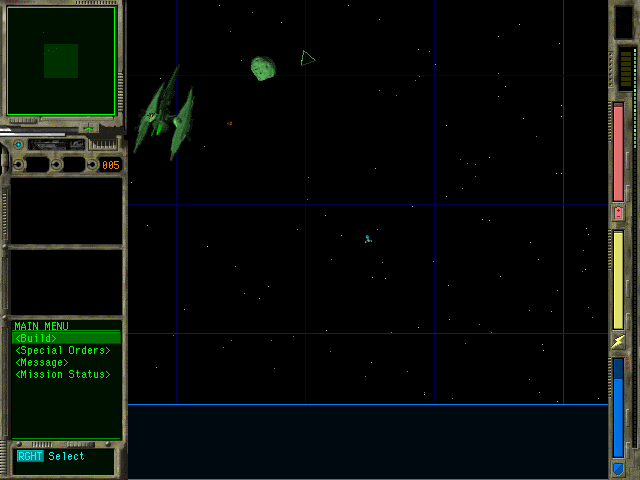 005
MAIN MENU
<Build>
<Special Orders>
<Message>
<Mission Status>
RGHT Select